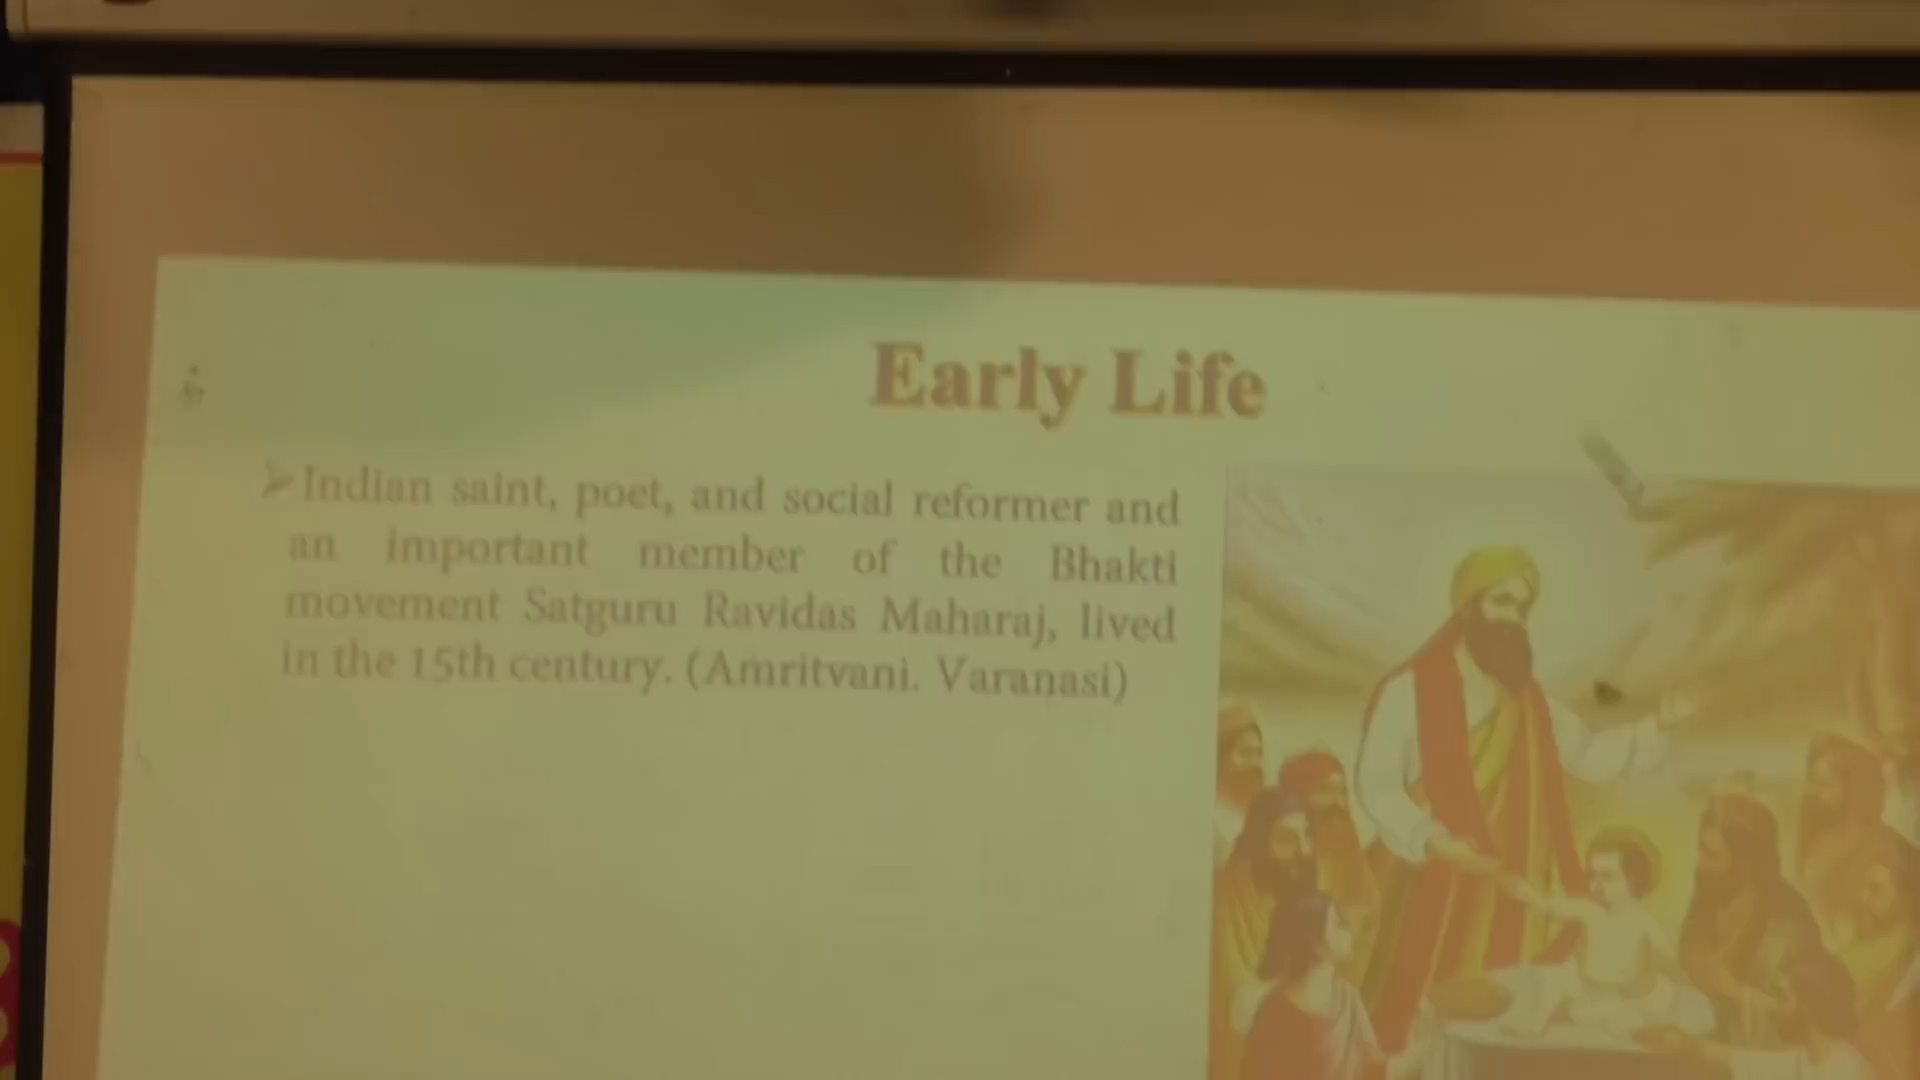 Early Life
➤Indian saint, poet, and social reformer and
an important member of the Bhakti
movement Satguru Ravidas Maharaj, lived
in the 15th century. (Amritvani. Varanasi)